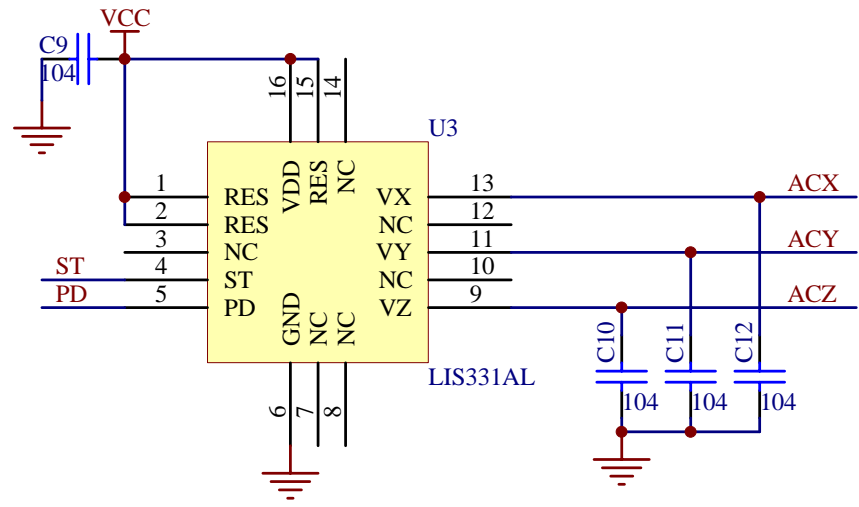 VCC
C9
104
16
15
14
U3
1
RES
VDD
RES
NC
VX
13
ACX
2
RES
NC
12
3
NC
VY
11
ACY
ST
4
ST
NC
10
PD
5
PD
GND
NC
NC
VZ
9
ACZ
C10
C11
C12
LIS331AL
104
104
104
6
7
8